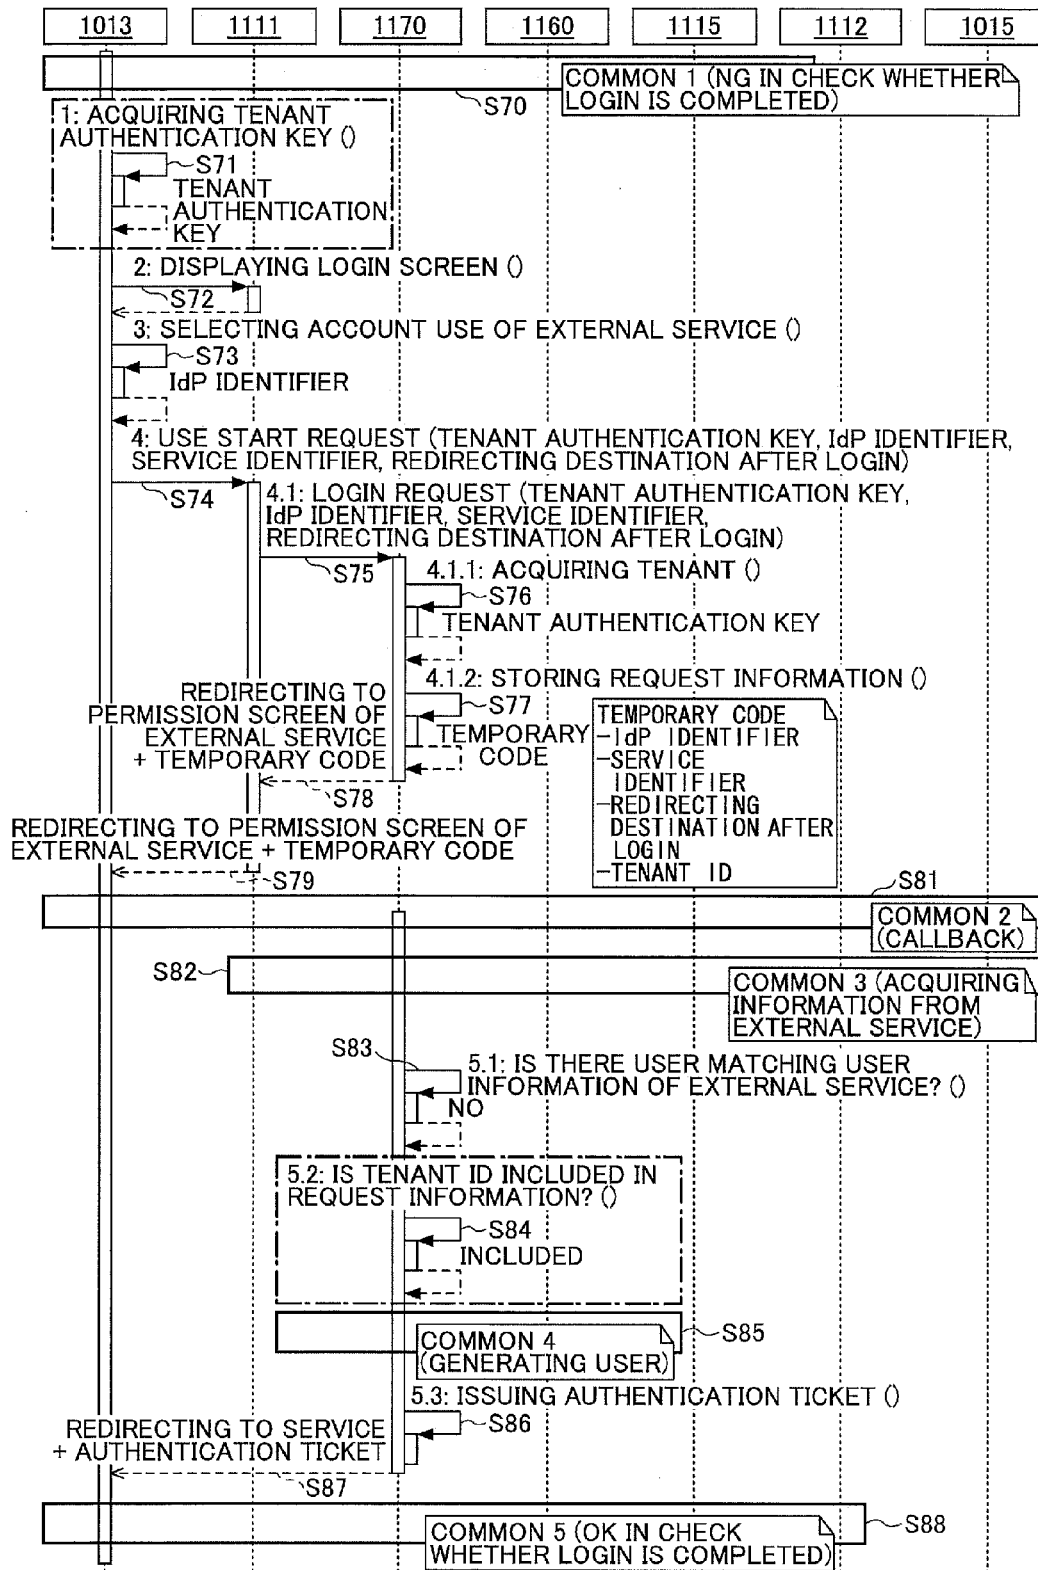 1013 1111 1170 1160 1115 1112 1015
COMMON 1 (NG IN CHECK WHETHER
LOGIN IS COMPLETED)
S70
1: ACQUIRING TENANT
AUTHENTICATION KEY ()
S71
TENANT
AUTHENTICATION
KEY
2: DISPLAYING LOGIN SCREEN ()
S72
3: SELECTING ACCOUNT USE OF EXTERNAL SERVICE ()
S73
IdP IDENTIFIER
4: USE START REQUEST (TENANT AUTHENTICATION KEY, IdP IDENTIFIER,
SERVICE IDENTIFIER, REDIRECTING DESTINATION AFTER LOGIN)
S74
4.1: LOGIN REQUEST (TENANT AUTHENTICATION KEY,
IdP IDENTIFIER, SERVICE IDENTIFIER,
REDIRECTING DESTINATION AFTER LOGIN)
S75
4.1.1: ACQUIRING TENANT ()
S76
TENANT AUTHENTICATION KEY
4.1.2: STORING REQUEST INFORMATION ()
S77
TEMPORARY
CODE
REDIRECTING TO
PERMISSION SCREEN OF
EXTERNAL SERVICE
+ TEMPORARY CODE
S78
TEMPORARY CODE
-IdP IDENTIFIER
-SERVICE
IDENTIFIER
-REDIRECTING
DESTINATION AFTER
LOGIN
-TENANT ID
REDIRECTING TO PERMISSION SCREEN OF
EXTERNAL SERVICE + TEMPORARY CODE
S79
S81
COMMON 2
(CALLBACK)
S82
COMMON 3 (ACQUIRING
INFORMATION FROM
EXTERNAL SERVICE)
S83
5.1: IS THERE USER MATCHING USER
INFORMATION OF EXTERNAL SERVICE? ()
NO
5.2: IS TENANT ID INCLUDED IN
REQUEST INFORMATION? ()
S84
INCLUDED
S85
COMMON 4
(GENERATING USER)
5.3: ISSUING AUTHENTICATION TICKET ()
S86
REDIRECTING TO SERVICE
+ AUTHENTICATION TICKET
S87
S88
COMMON 5 (OK IN CHECK
WHETHER LOGIN IS COMPLETED)